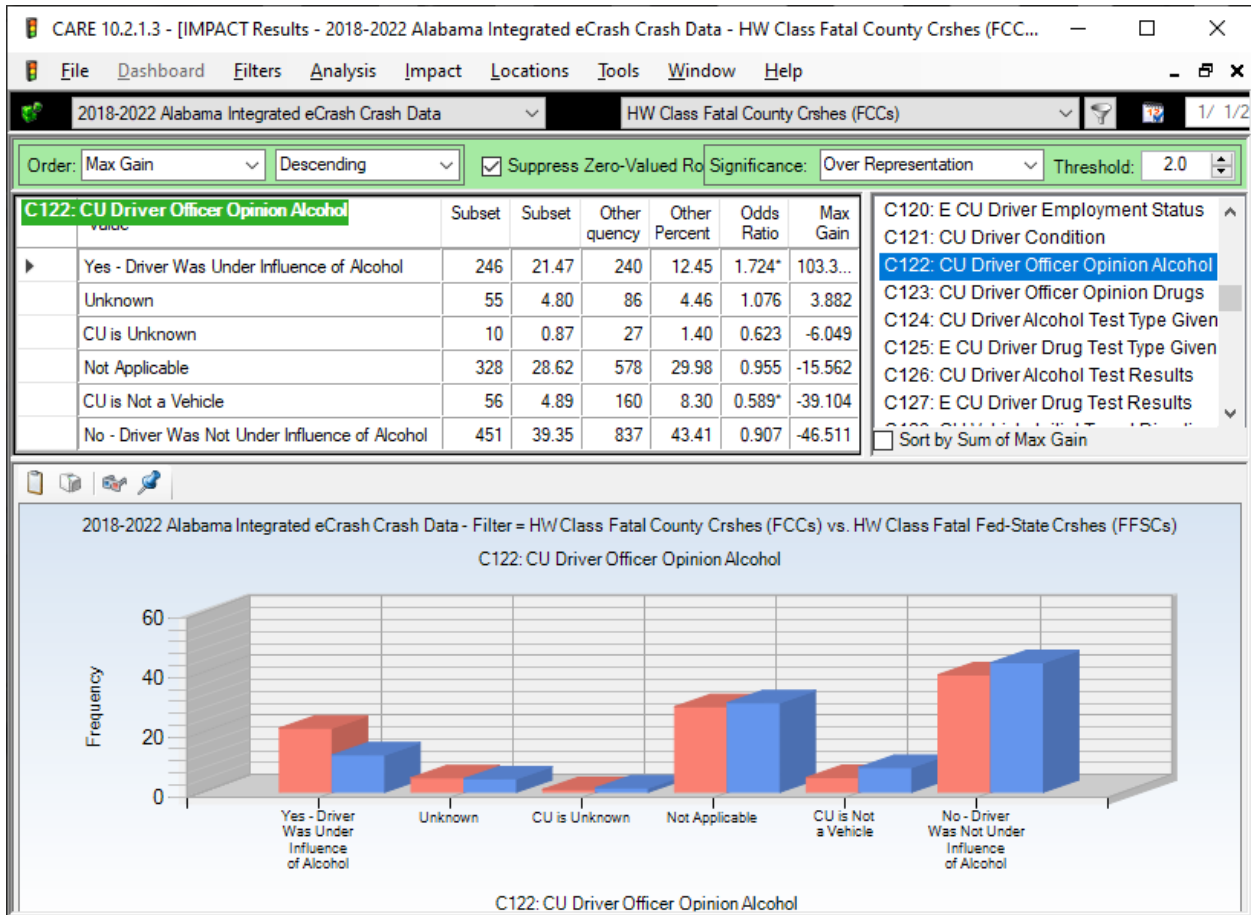 CARE 10.2.1.3 - [IMPACT Results - 2018-2022 Alabama Integrated eCrash Crash Data - HW Class Fatal County Crshes (FCC...
File Dashboard Filters Analysis Impact Locations Tools Window Help
2018-2022 Alabama Integrated eCrash Crash Data HW Class Fatal County Crshes (FCCs) 1/ 1/2
Order: Max Gain Descending Suppress Zero-Valued Ro Significance: Over Representation Threshold: 2.0
C122: CU Driver Officer Opinion Alcohol Subset Subset Other Other Odds Max
Value quency Percent Ratio Gain
Yes - Driver Was Under Influence of Alcohol 246 21.47 240 12.45 1.724* 103.3...
Unknown 55 4.80 86 4.46 1.076 3.882
CU is Unknown 10 0.87 27 1.40 0.623 -6.049
Not Applicable 328 28.62 578 29.98 0.955 -15.562
CU is Not a Vehicle 56 4.89 160 8.30 0.589* -39.104
No - Driver Was Not Under Influence of Alcohol 451 39.35 837 43.41 0.907 -46.511
C120: E CU Driver Employment Status
C121: CU Driver Condition
C122: CU Driver Officer Opinion Alcohol
C123: CU Driver Officer Opinion Drugs
C124: CU Driver Alcohol Test Type Given
C125: E CU Driver Drug Test Type Given
C126: CU Driver Alcohol Test Results
C127: E CU Driver Drug Test Results
Sort by Sum of Max Gain
2018-2022 Alabama Integrated eCrash Crash Data - Filter = HW Class Fatal County Crshes (FCCs) vs. HW Class Fatal Fed-State Crshes (FFSCs)
C122: CU Driver Officer Opinion Alcohol
Frequency
60
40
20
0
Yes - Driver
Was Under
Influence
of Alcohol
Unknown
CU is Unknown
Not Applicable
CU is Not
a Vehicle
No - Driver
Was Not Under
Influence
of Alcohol
C122: CU Driver Officer Opinion Alcohol